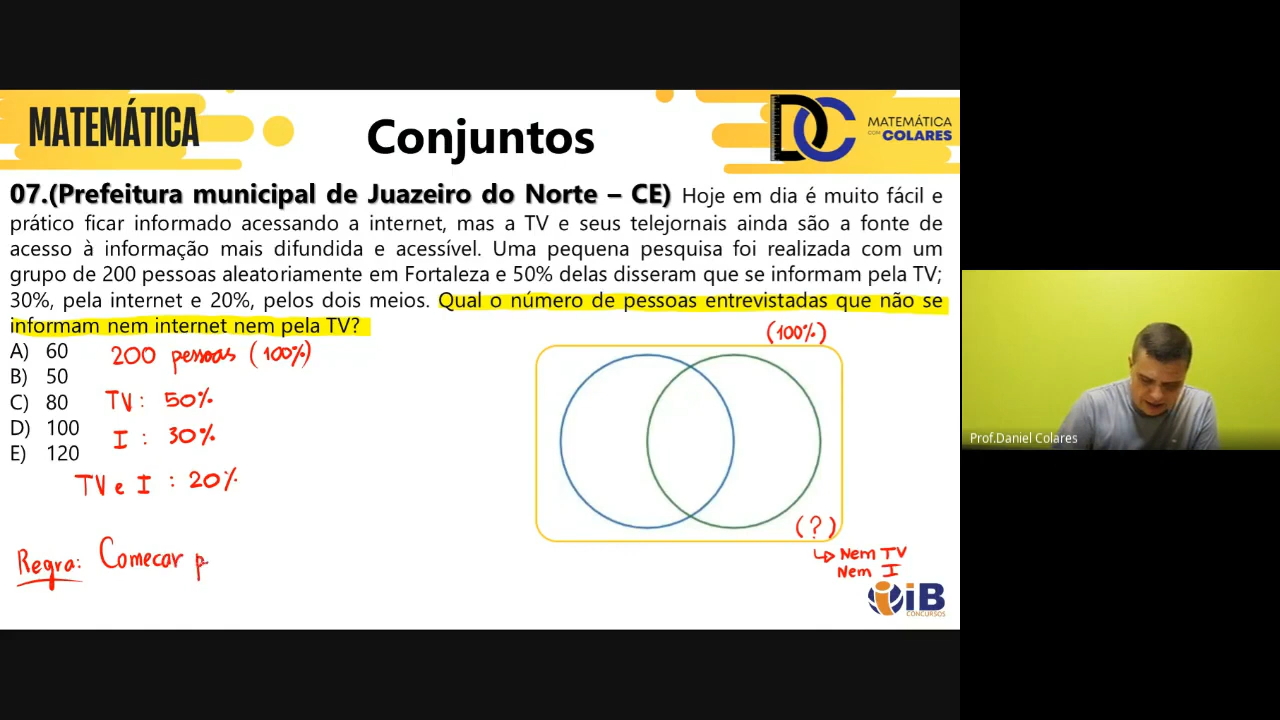 MATEMÁTICA
Conjuntos
DC
MATEMÁTICA
COM COLARES
07.(Prefeitura municipal de Juazeiro do Norte – CE) Hoje em dia é muito fácil e
prático ficar informado acessando a internet, mas a TV e seus telejornais ainda são a fonte de
acesso à informação mais difundida e acessível. Uma pequena pesquisa foi realizada com um
grupo de 200 pessoas aleatoriamente em Fortaleza e 50% delas disseram que se informam pela TV;
30%, pela internet e 20%, pelos dois meios. Qual o número de pessoas entrevistadas que não se
informam nem internet nem pela TV?
A) 60
B) 50
C) 80
D) 100
E) 120
200 pessoas (100%)
TV: 50%
I : 30%
TV e I : 20%
Regra: Comecar p
(100%)
(?)
Nem TV
Nem I
iB
CONCURSOS
Prof.Daniel Colares